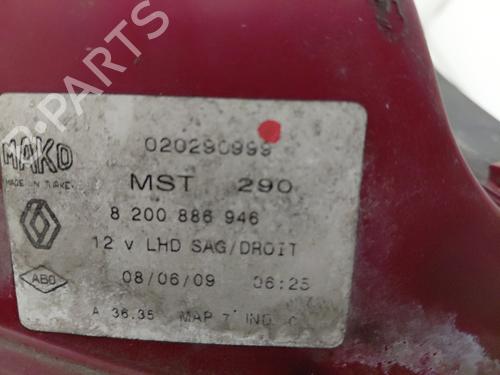 PARTS
MAKO
020290999
MADE IN TURKEY
MST 290
8 200 886 946
12 v LHD SAG/DROIT
ABO
08/06/09 06:25
A 36.35 MAP 7 IND C